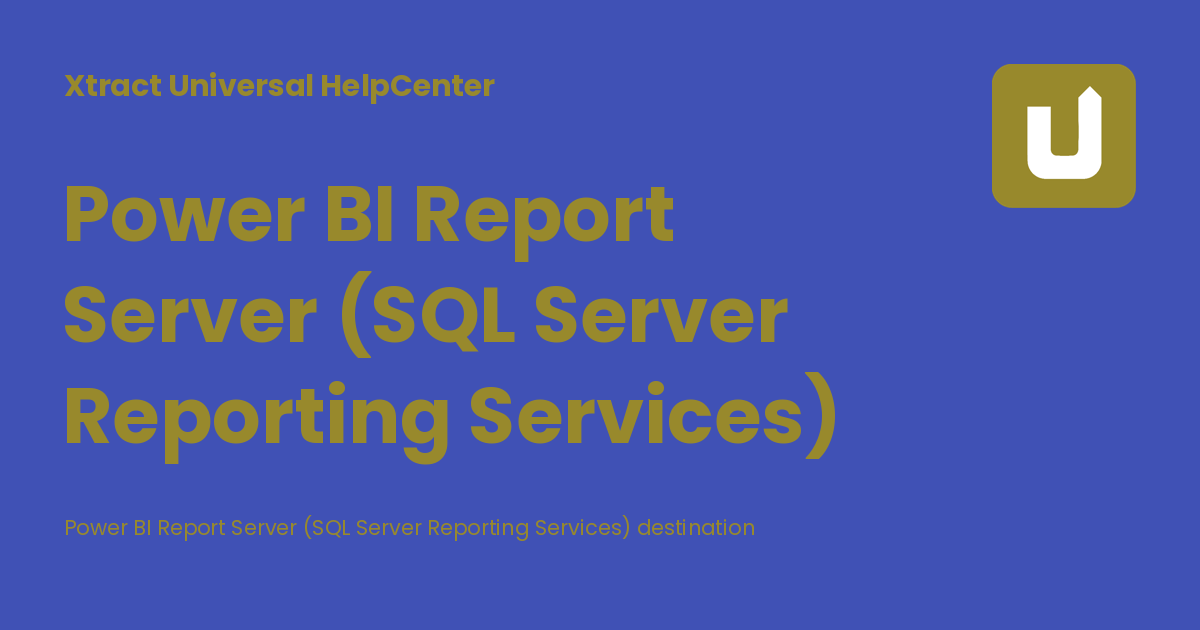 Xtract Universal HelpCenter
Power BI Report
Server (SQL Server
Reporting Services)
Power BI Report Server (SQL Server Reporting Services) destination